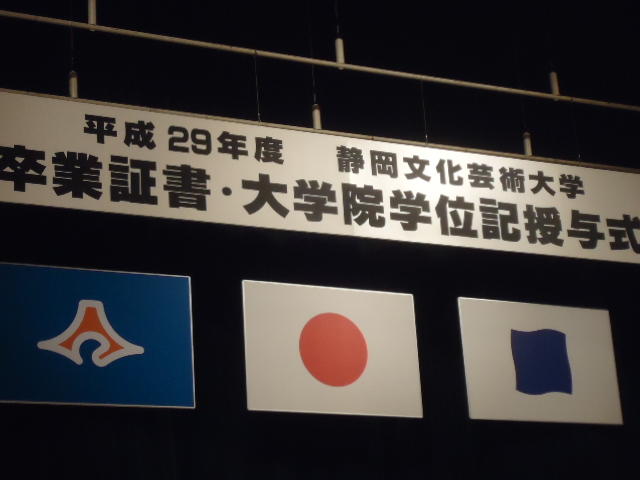 平成29年度 静岡文化芸術大学
卒業証書・大学院学位記授与式